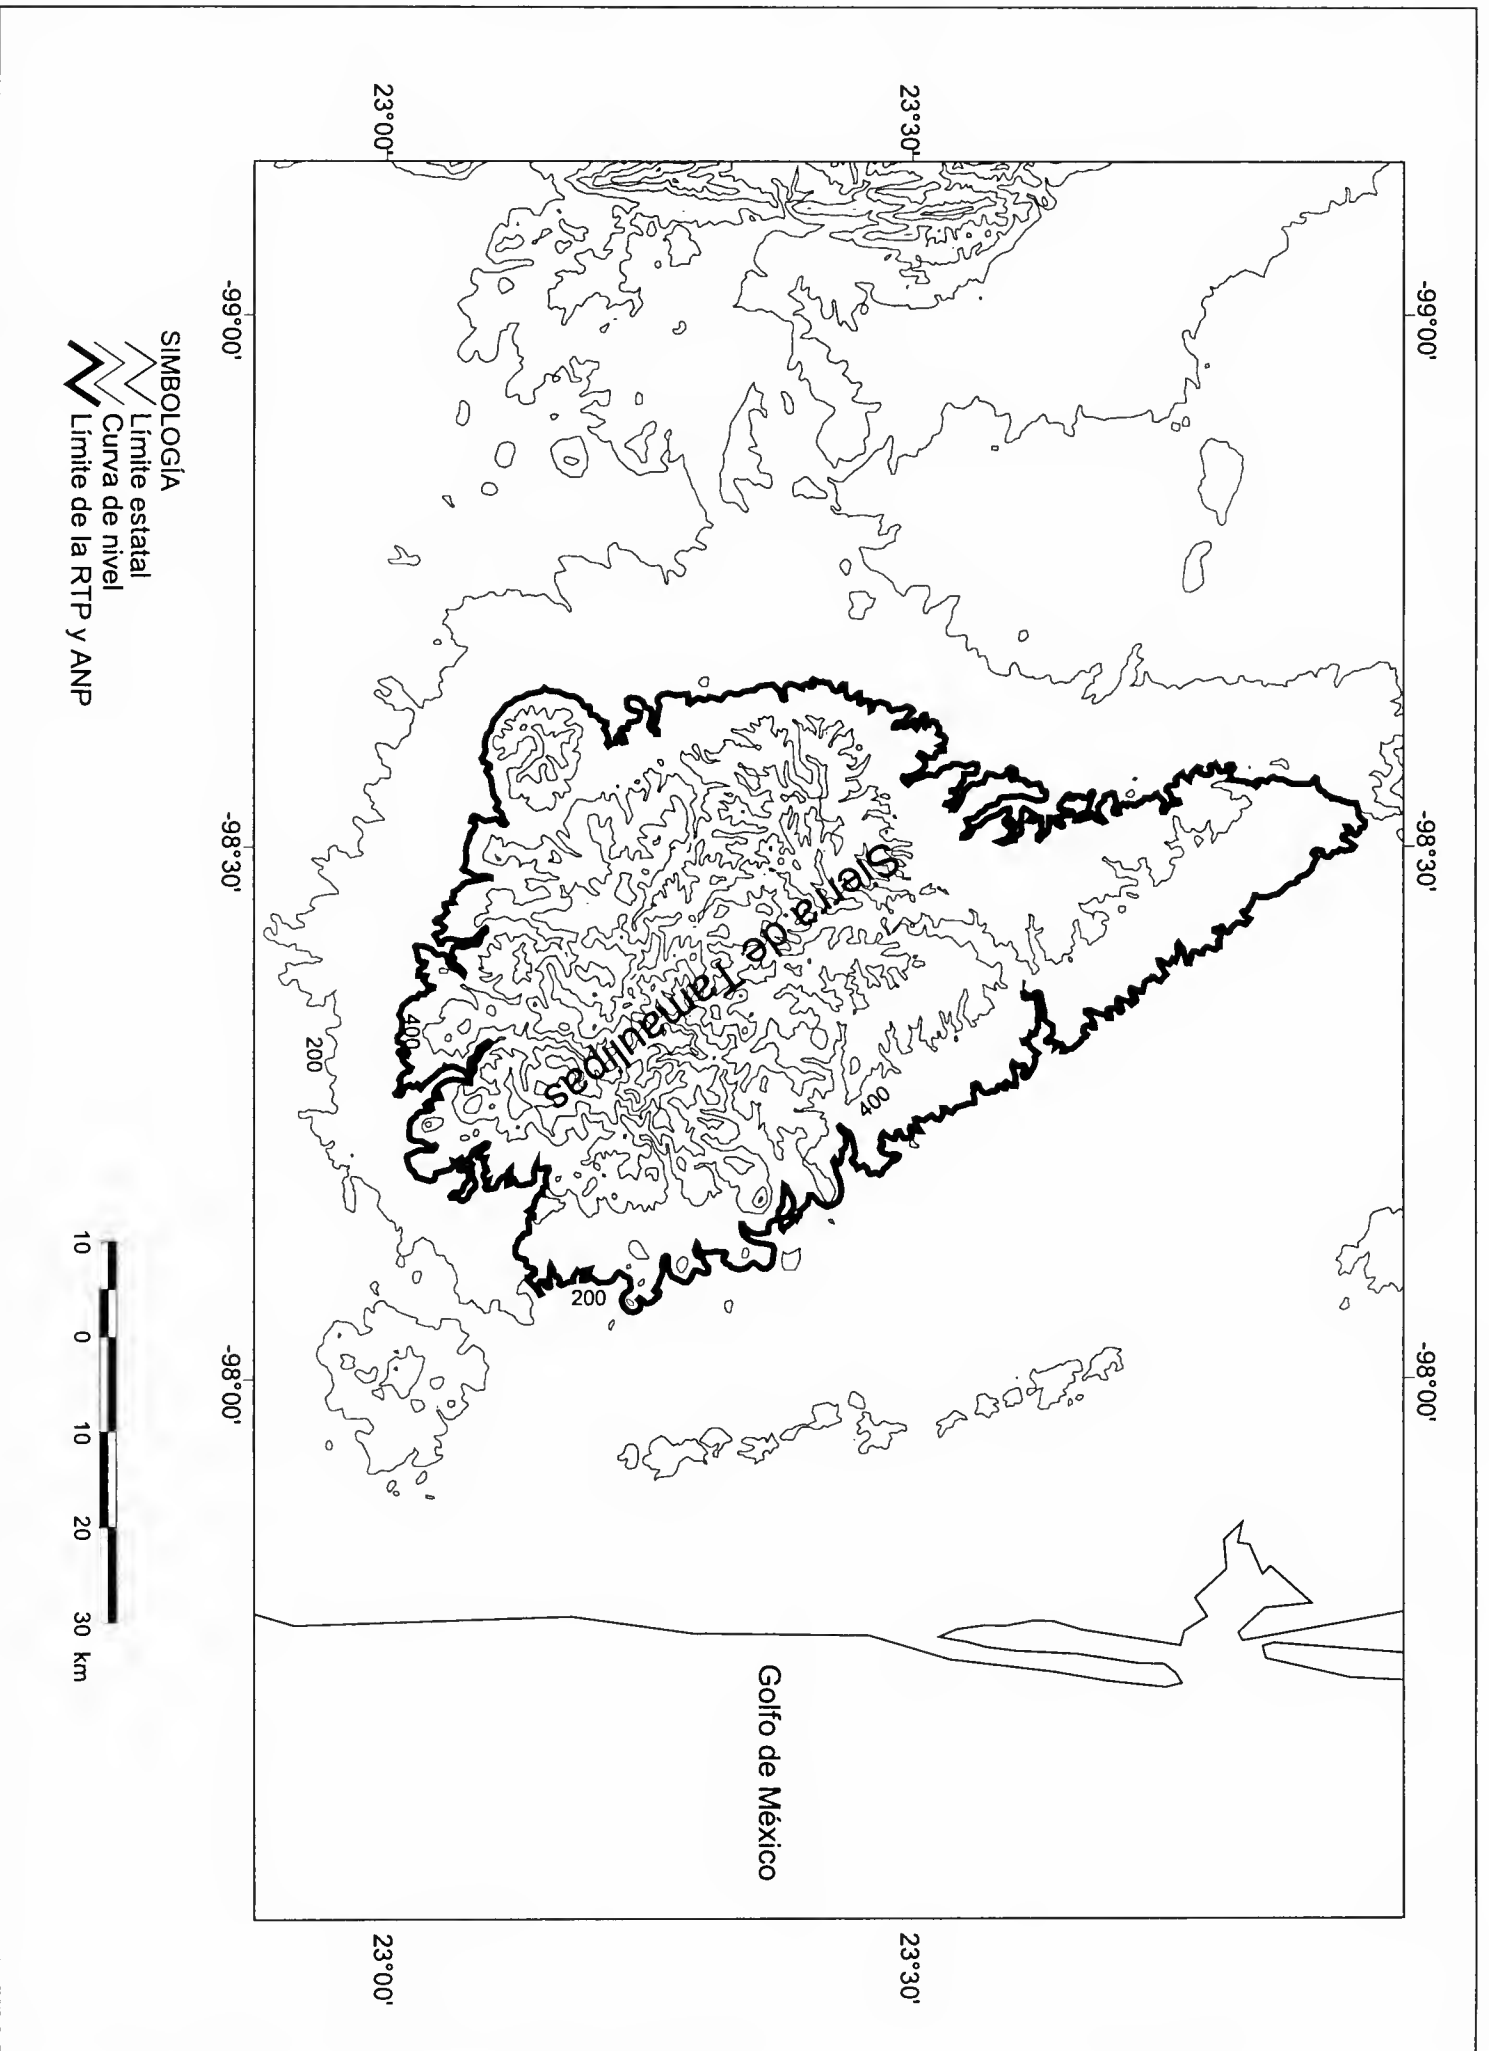 -99°00'
-98°30'
-98°00'
23°30'
23°30'
Sierra de Tamaulipas
400
400
200
200
Golfo de México
23°00'
23°00'
-99°00'
-98°30'
-98°00'
SIMBOLOGÍA
Límite estatal
Curva de nivel
Límite de la RTP y ANP
10 0 10 20 30 km